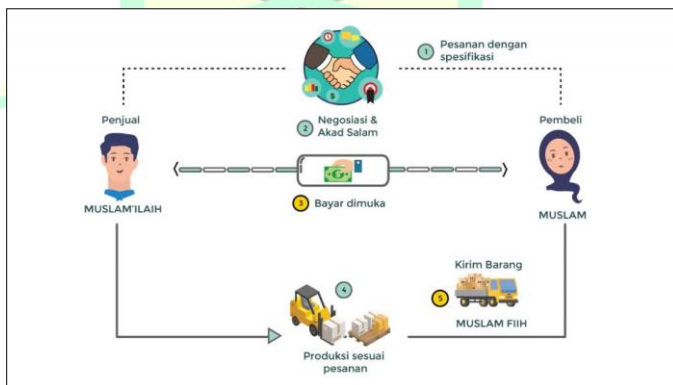 1 Pesanan dengan
spesifikasi
Penjual
2 Negosiasi &
Akad Salam
Pembeli
MUSLAM'ILAIH
3 Bayar dimuka
MUSLAM
4
Kirim Barang
5
MUSLAM FIIH
Produksi sesuai
pesanan